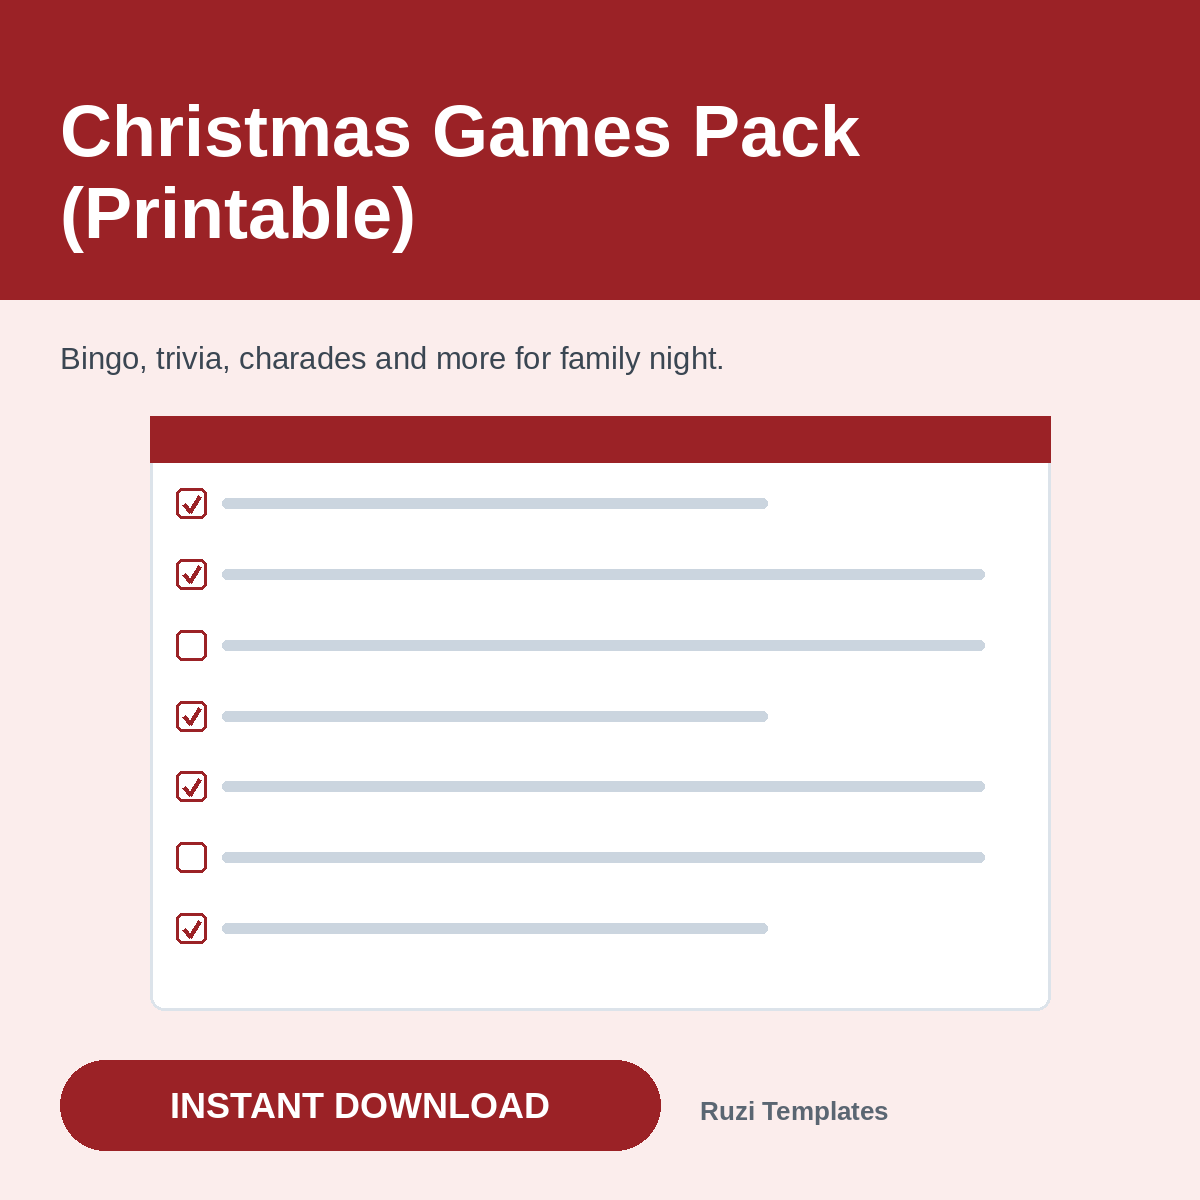 Christmas Games Pack
(Printable)
Bingo, trivia, charades and more for family night.
INSTANT DOWNLOAD
Ruzi Templates